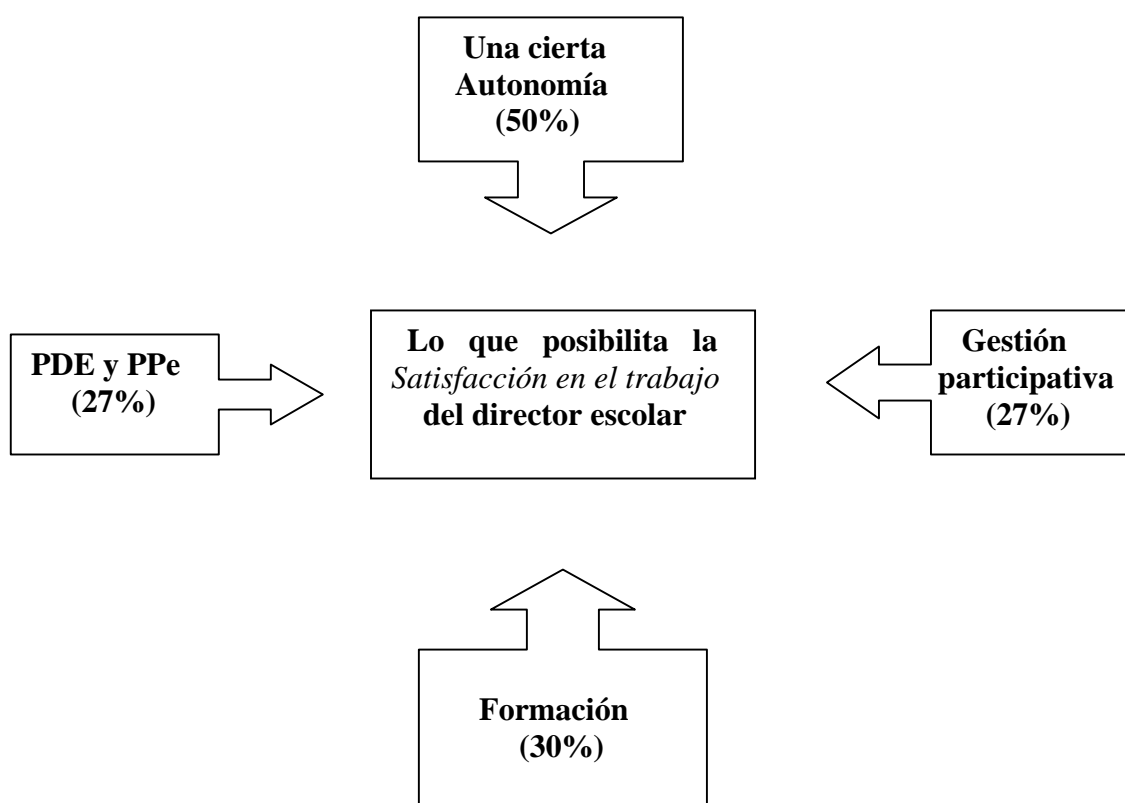 Una cierta
Autonomía
(50%)
PDE y PPe
(27%)
Lo que posibilita la
Satisfacción en el trabajo
del director escolar
Gestión
participativa
(27%)
Formación
(30%)